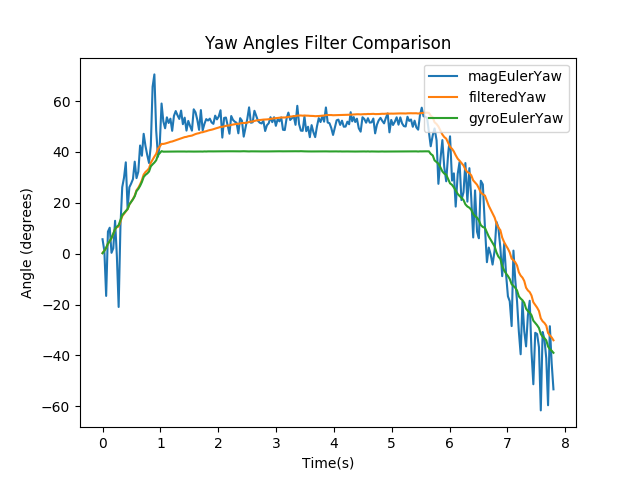 Yaw Angles Filter Comparison
magEulerYaw
filteredYaw
gyroEulerYaw
Angle (degrees)
60
40
20
0
−20
−40
−60
0 1 2 3 4 5 6 7 8
Time(s)